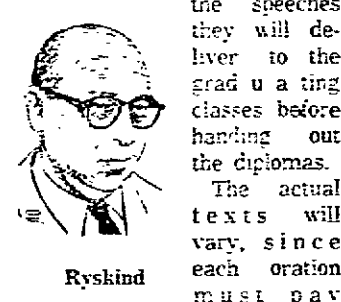 the speeches
they will de-
liver to the
grad u a ting
classes before
handing out
the diplomas.
The actual
texts will
vary, since
each oration
must pay
Ryskind